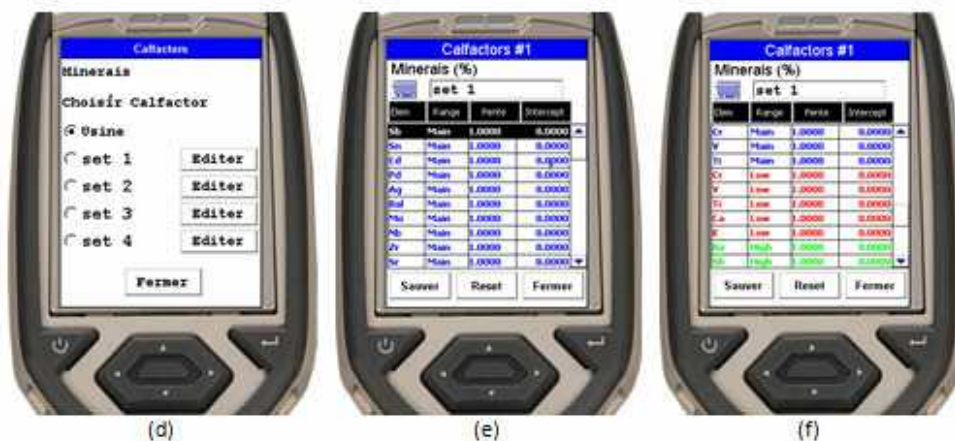 Calfactors
Minerais
Choisir Calfactor
Usine
set 1 Editer
set 2 Editer
set 3 Editer
set 4 Editer
Fermer
(d)
Calfactors #1
Minerais (%)
set 1
Elem Range Pente Intercept
Sb Main 1.0000 0.0000
Sn Main 1.0000 0.0000
Cd Main 1.0000 0.0000
Pd Main 1.0000 0.0000
Ag Main 1.0000 0.0000
Bal Main 1.0000 0.0000
Mo Main 1.0000 0.0000
Nb Main 1.0000 0.0000
Zr Main 1.0000 0.0000
Sr Main 1.0000 0.0000
Sauver Reset Fermer
(e)
Calfactors #1
Minerais (%)
set 1
Elem Range Pente Intercept
Cr Main 1.0000 0.0000
V Main 1.0000 0.0000
Ti Main 1.0000 0.0000
Cr Low 1.0000 0.0000
V Low 1.0000 0.0000
Ti Low 1.0000 0.0000
Ca Low 1.0000 0.0000
K Low 1.0000 0.0000
Ba High 1.0000 0.0000
Sb High 1.0000 0.0000
Sauver Reset Fermer
(f)